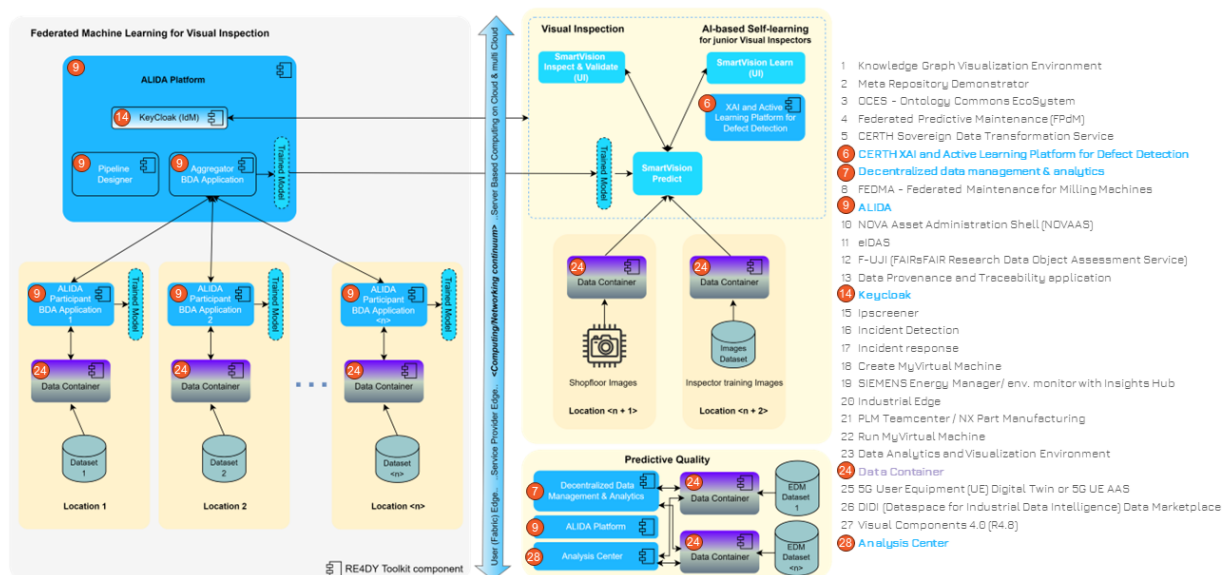 Federated Machine Learning for Visual Inspection
9
ALIDA Platform
14
KeyCloak (IdM)
9
Pipeline
Designer
9
Aggregator
BDA Application
Trained Model
9
ALIDA
Participant
BDA Application
1
Trained Model
24
Data Container
Dataset
1
Location 1
9
ALIDA
Participant
BDA Application
2
Trained Model
24
Data Container
Dataset
2
Location 2
9
ALIDA
Participant
BDA Application
<n>
Trained Model
24
Data Container
Dataset
<n>
Location <n>
RE4DY Toolkit component
User (Fabric) Edge.. ..Service Provider Edge.. <Computing/Networking continuum> ..Server Based Computing on Cloud & multi Cloud
Visual Inspection
AI-based Self-learning
for junior Visual Inspectors
SmartVision
Inspect & Validate
(UI)
SmartVision Learn
(UI)
6
XAI and Active
Learning Platform for
Defect Detection
Trained Model
SmartVision
Predict
24
Data Container
Shopfloor Images
Location <n + 1>
24
Data Container
Images
Dataset
Inspector training Images
Location <n + 2>
Predictive Quality
7
Decentralized Data
Management & Analytics
9
ALIDA Platform
28
Analysis Center
24
Data Container
EDM
Dataset
1
24
Data Container
EDM
Dataset
<n>
1 Knowledge Graph Visualization Environment
2 Meta Repository Demonstrator
3 OCES - Ontology Commons EcoSystem
4 Federated Predictive Maintenance (FPdM)
5 CERTH Sovereign Data Transformation Service
6 CERTH XAI and Active Learning Platform for Defect Detection
7 Decentralized data management & analytics
8 FEDMA - Federated Maintenance for Milling Machines
9 ALIDA
10 NOVA Asset Administration Shell (NOVAAS)
11 eIDAS
12 F-UJI (FAIRsFAIR Research Data Object Assessment Service)
13 Data Provenance and Traceability application
14 Keycloak
15 Ipscreener
16 Incident Detection
17 Incident response
18 Create MyVirtual Machine
19 SIEMENS Energy Manager/ env. monitor with Insights Hub
20 Industrial Edge
21 PLM Teamcenter / NX Part Manufacturing
22 Run MyVirtual Machine
23 Data Analytics and Visualization Environment
24 Data Container
25 5G User Equipment (UE) Digital Twin or 5G UE AAS
26 DIDI (Dataspace for Industrial Data Intelligence) Data Marketplace
27 Visual Components 4.0 (R4.8)
28 Analysis Center